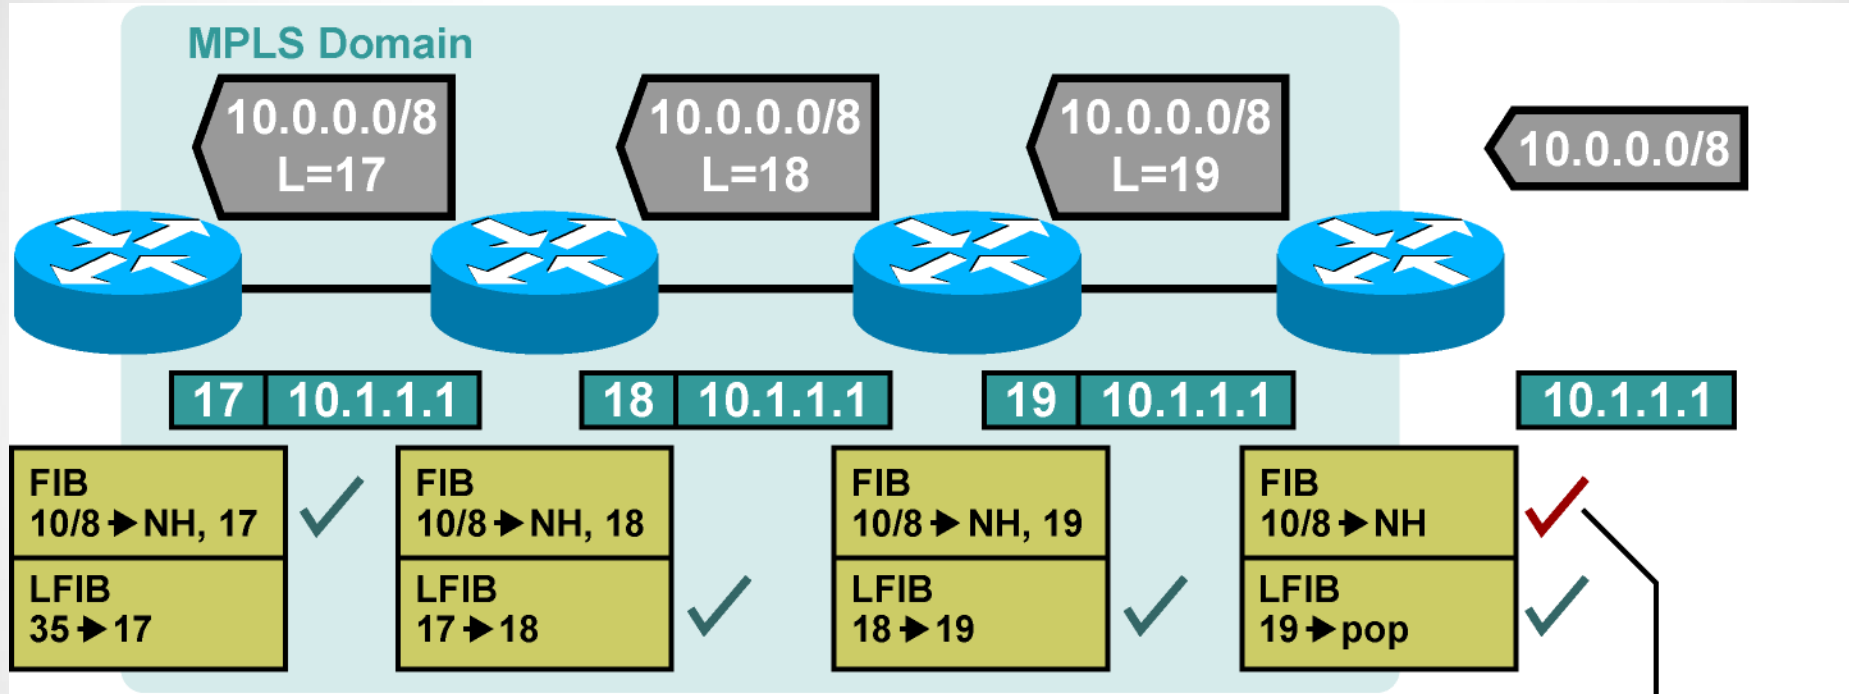 MPLS Domain
10.0.0.0/8
L=17
10.0.0.0/8
L=18
10.0.0.0/8
L=19
10.0.0.0/8
17 10.1.1.1
18 10.1.1.1
19 10.1.1.1
10.1.1.1
FIB
10/8→NH, 17
LFIB
35→17
FIB
10/8→NH, 18
LFIB
17→18
FIB
10/8→NH, 19
LFIB
18→19
FIB
10/8→NH
LFIB
19→pop